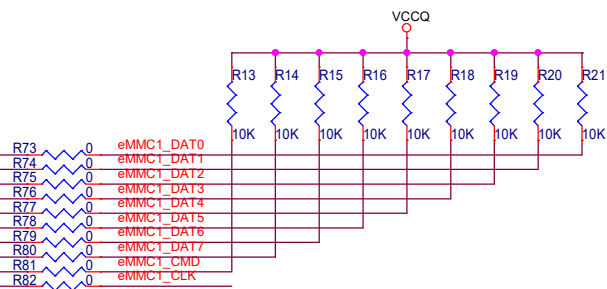 VCCQ
R13 R14 R15 R16 R17 R18 R19 R20 R21
10K 10K 10K 10K 10K 10K 10K 10K 10K
R73 0 eMMC1_DAT0
R74 0 eMMC1_DAT1
R75 0 eMMC1_DAT2
R76 0 eMMC1_DAT3
R77 0 eMMC1_DAT4
R78 0 eMMC1_DAT5
R79 0 eMMC1_DAT6
R80 0 eMMC1_DAT7
R81 0 eMMC1_CMD
R82 0 eMMC1_CLK